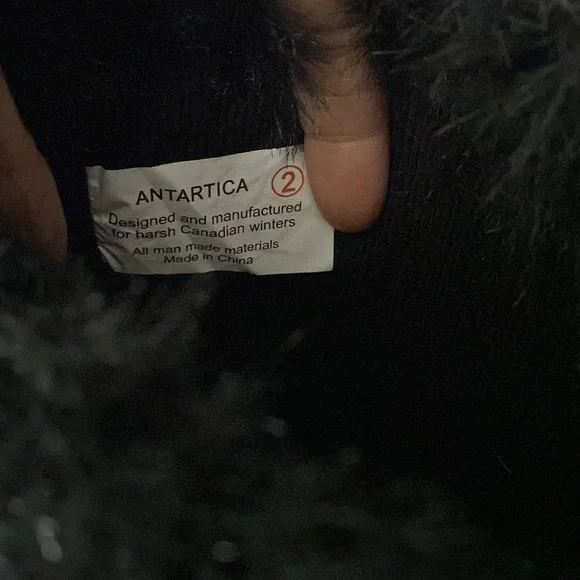 ANTARTICA 2
Designed and manufactured
for harsh Canadian winters
All man made materials
Made in China